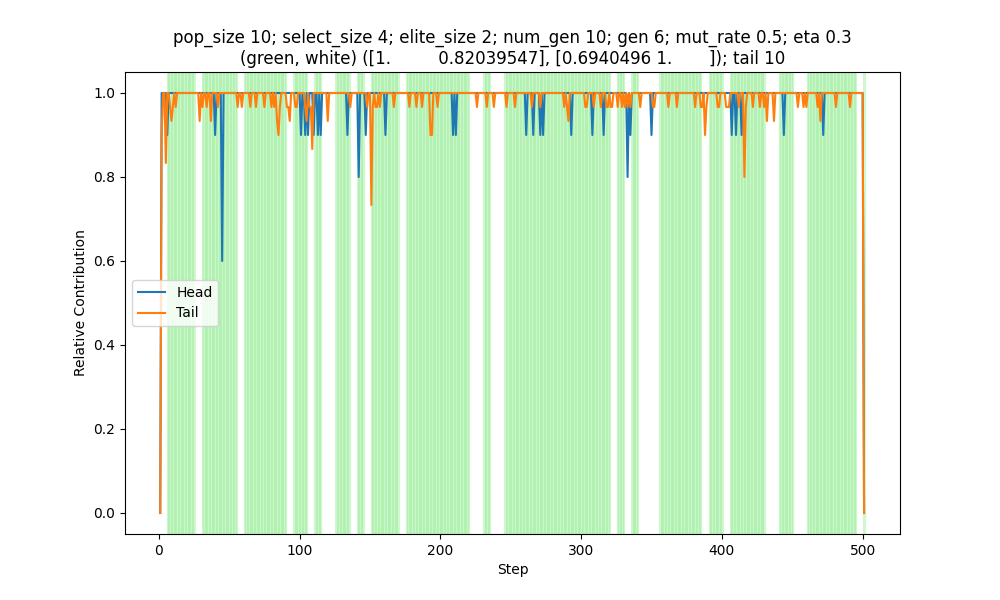 pop_size 10; select_size 4; elite_size 2; num_gen 10; gen 6; mut_rate 0.5; eta 0.3
(green, white) ([1.         0.82039547], [0.6940496 1.       ]); tail 10
1.0
0.8
0.6
0.4
0.2
0.0
Relative Contribution
Head
Tail
0
100
200
300
400
500
Step